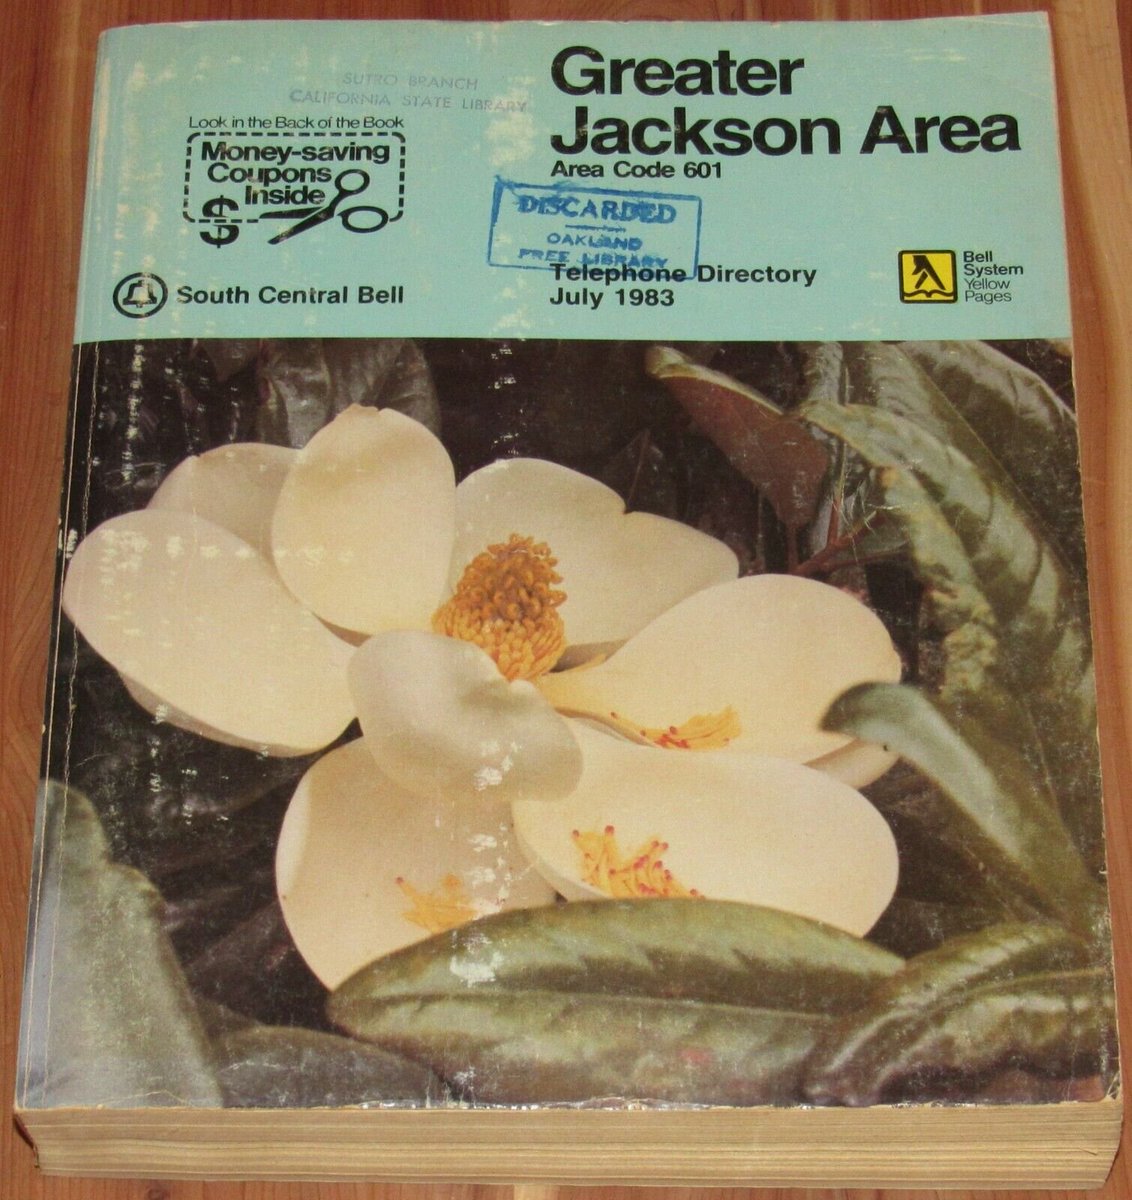 SUTRO BRANCH
CALIFORNIA STATE LIBRARY
Look in the Back of the Book
Money-saving
Coupons
Inside
$
South Central Bell
Greater
Jackson Area
Area Code 601
DISCARDED
OAKLAND
FREE LIBRARY
Telephone Directory
July 1983
Bell
System
Yellow
Pages